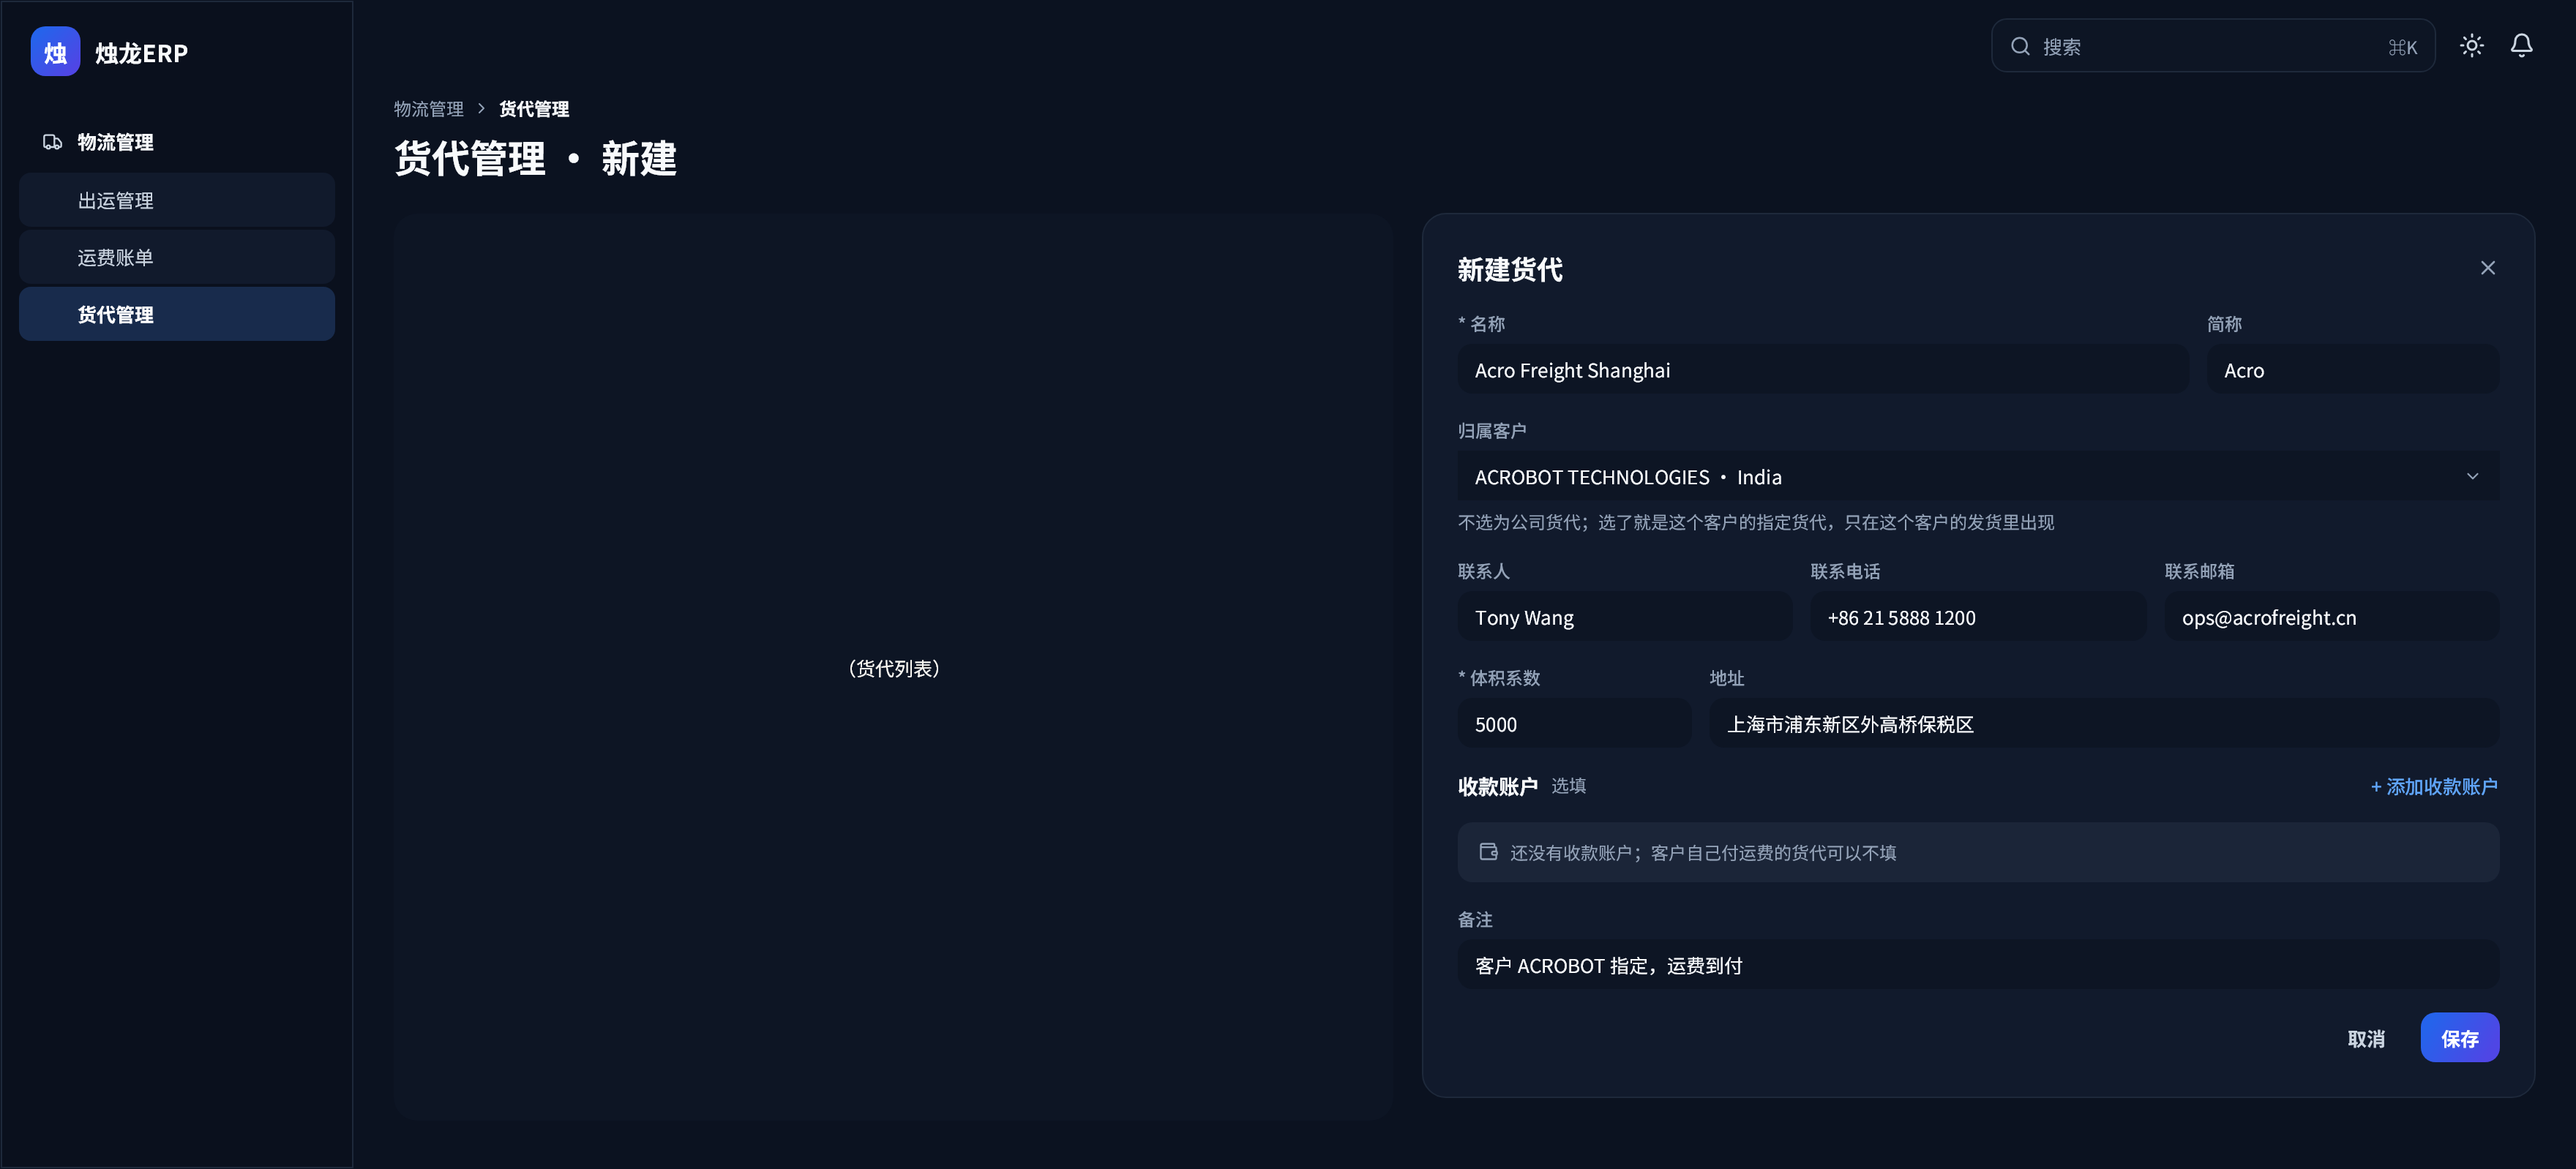 烛 烛龙ERP
搜索 ⌘K
物流管理
出运管理
运费账单
货代管理
物流管理 > 货代管理
货代管理 · 新建
(货代列表)
新建货代
* 名称 简称
Acro Freight Shanghai Acro
归属客户
ACROBOT TECHNOLOGIES · India
不选为公司货代；选了就是这个客户的指定货代，只在这个客户的发货里出现
联系人 联系电话 联系邮箱
Tony Wang +86 21 5888 1200 ops@acrofreight.cn
* 体积系数 地址
5000 上海市浦东新区外高桥保税区
收款账户 选填 + 添加收款账户
还没有收款账户；客户自己付运费的货代可以不填
备注
客户 ACROBOT 指定，运费到付
取消 保存